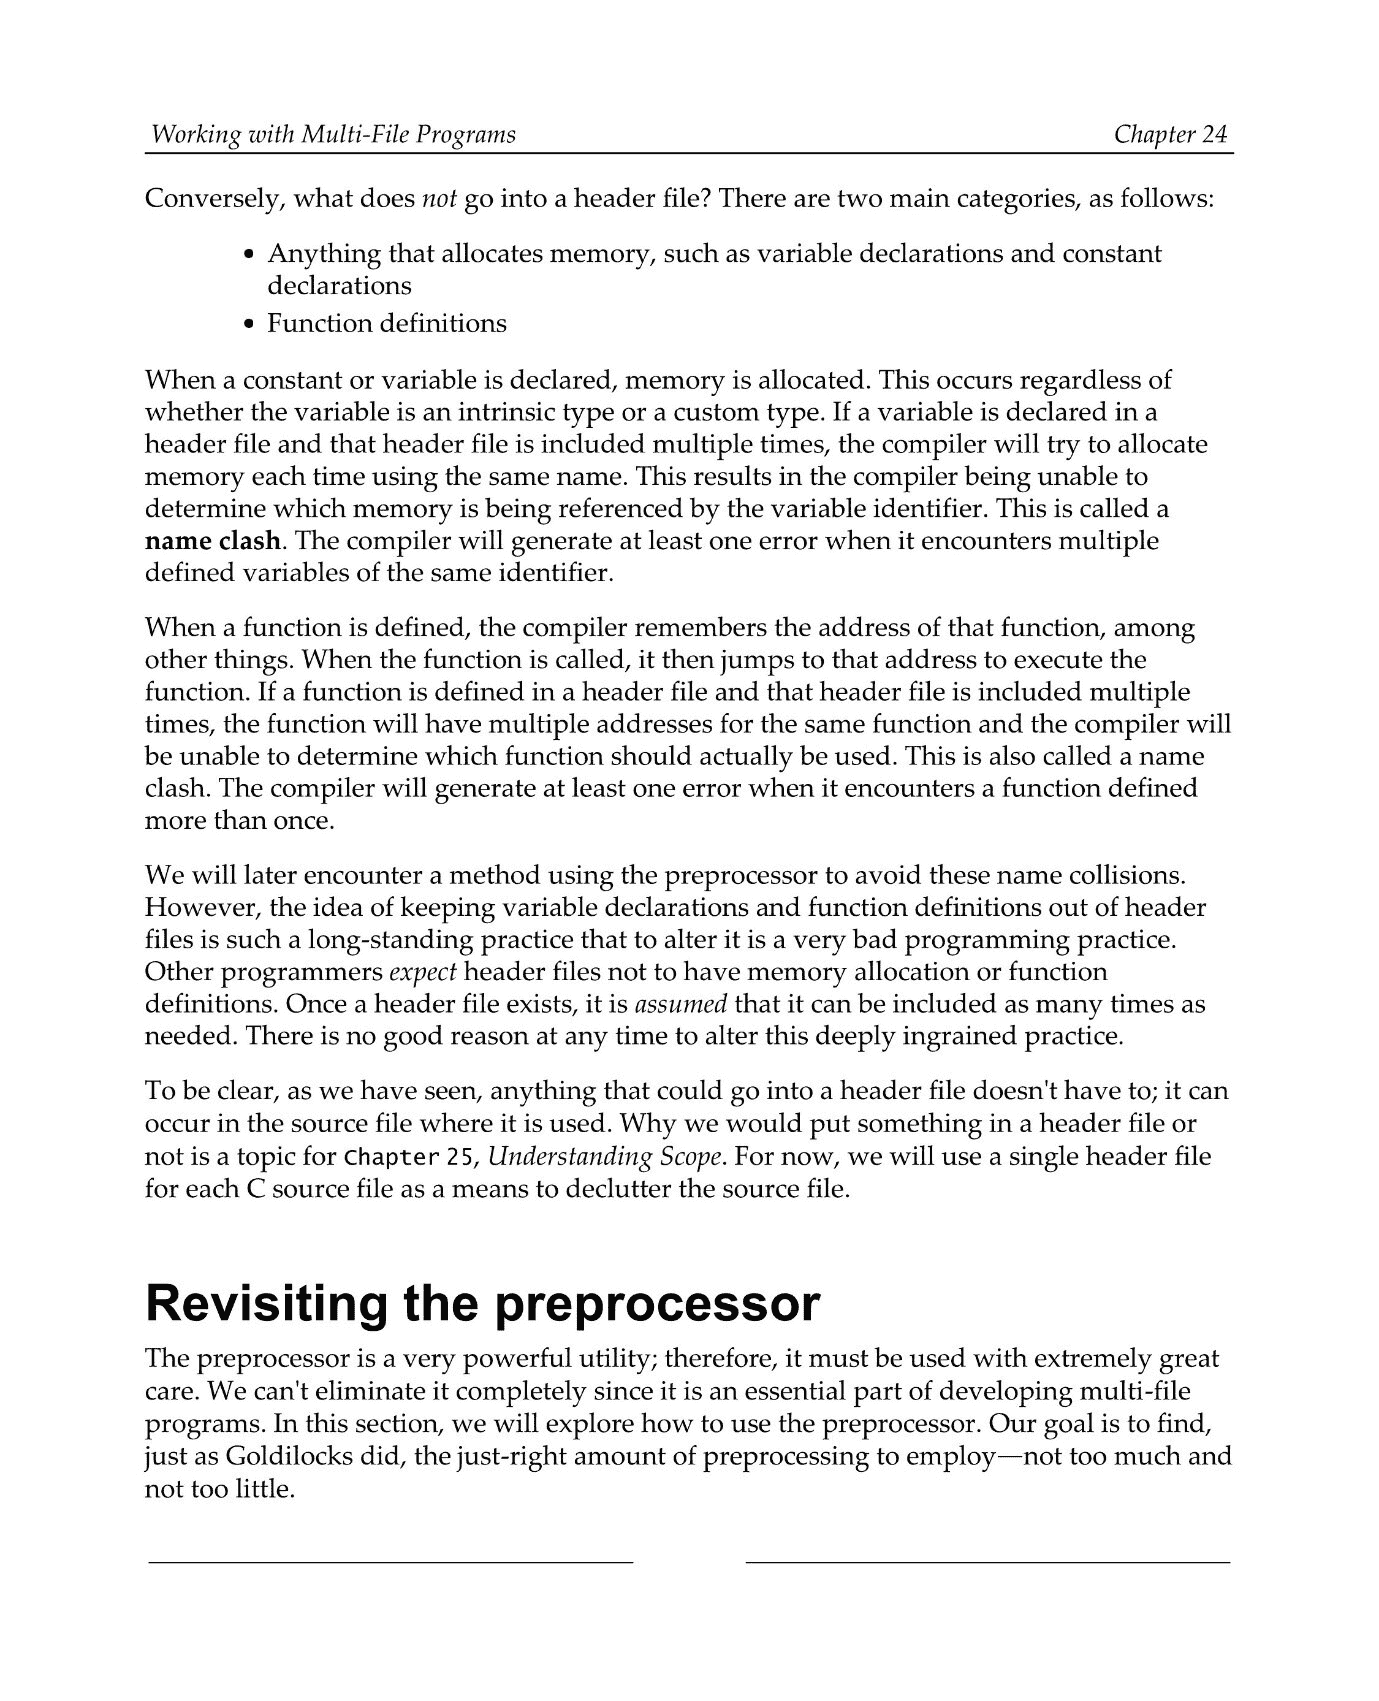 Working with Multi-File Programs Chapter 24
Conversely, what does not go into a header file? There are two main categories, as follows:
• Anything that allocates memory, such as variable declarations and constant
declarations
• Function definitions
When a constant or variable is declared, memory is allocated. This occurs regardless of
whether the variable is an intrinsic type or a custom type. If a variable is declared in a
header file and that header file is included multiple times, the compiler will try to allocate
memory each time using the same name. This results in the compiler being unable to
determine which memory is being referenced by the variable identifier. This is called a
name clash. The compiler will generate at least one error when it encounters multiple
defined variables of the same identifier.
When a function is defined, the compiler remembers the address of that function, among
other things. When the function is called, it then jumps to that address to execute the
function. If a function is defined in a header file and that header file is included multiple
times, the function will have multiple addresses for the same function and the compiler will
be unable to determine which function should actually be used. This is also called a name
clash. The compiler will generate at least one error when it encounters a function defined
more than once.
We will later encounter a method using the preprocessor to avoid these name collisions.
However, the idea of keeping variable declarations and function definitions out of header
files is such a long-standing practice that to alter it is a very bad programming practice.
Other programmers expect header files not to have memory allocation or function
definitions. Once a header file exists, it is assumed that it can be included as many times as
needed. There is no good reason at any time to alter this deeply ingrained practice.
To be clear, as we have seen, anything that could go into a header file doesn't have to; it can
occur in the source file where it is used. Why we would put something in a header file or
not is a topic for Chapter 25, Understanding Scope. For now, we will use a single header file
for each C source file as a means to declutter the source file.
Revisiting the preprocessor
The preprocessor is a very powerful utility; therefore, it must be used with extremely great
care. We can't eliminate it completely since it is an essential part of developing multi-file
programs. In this section, we will explore how to use the preprocessor. Our goal is to find,
just as Goldilocks did, the just-right amount of preprocessing to employ—not too much and
not too little.